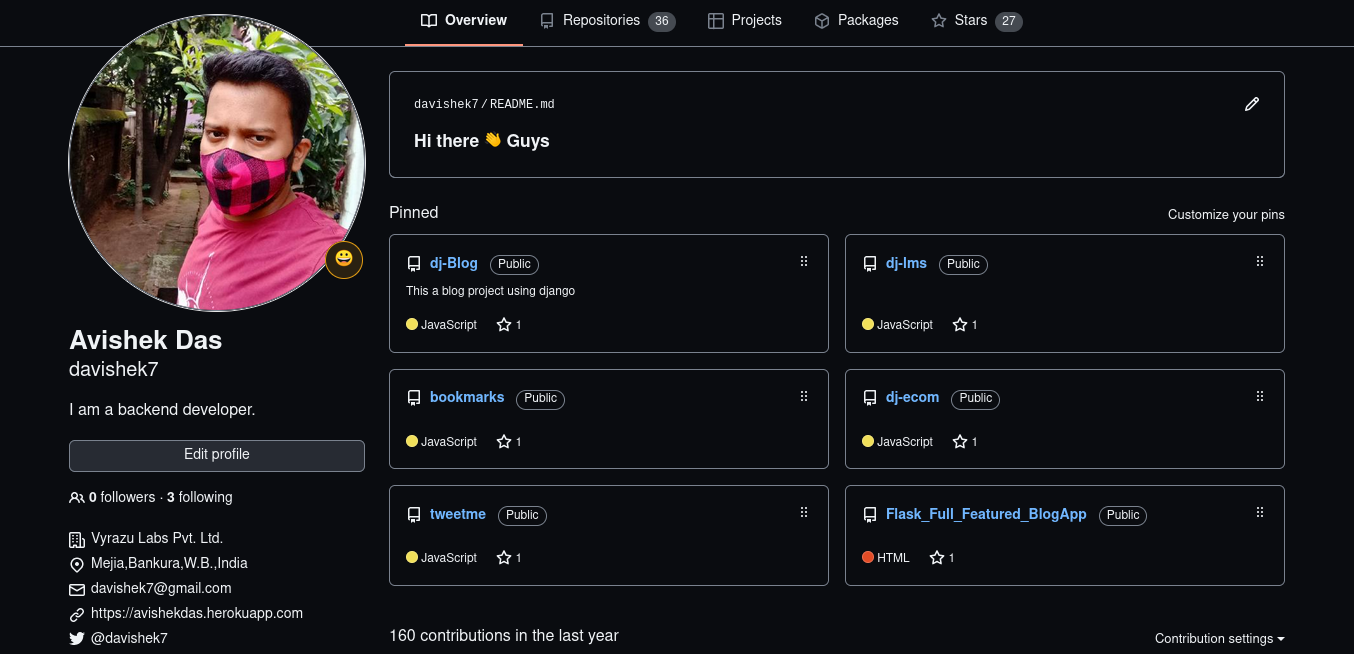 Overview Repositories 36 Projects Packages Stars 27
davishek7/README.md
Hi there 👋 Guys
Avishek Das
davishek7
I am a backend developer.
Edit profile
0 followers · 3 following
Vyrazu Labs Pvt. Ltd.
Mejia,Bankura,W.B.,India
davishek7@gmail.com
https://avishekdas.herokuapp.com
@davishek7
Pinned
Customize your pins
dj-Blog Public
This a blog project using django
JavaScript 1
dj-lms Public
JavaScript 1
bookmarks Public
JavaScript 1
dj-ecom Public
JavaScript 1
tweetme Public
JavaScript 1
Flask_Full_Featured_BlogApp Public
HTML 1
160 contributions in the last year
Contribution settings